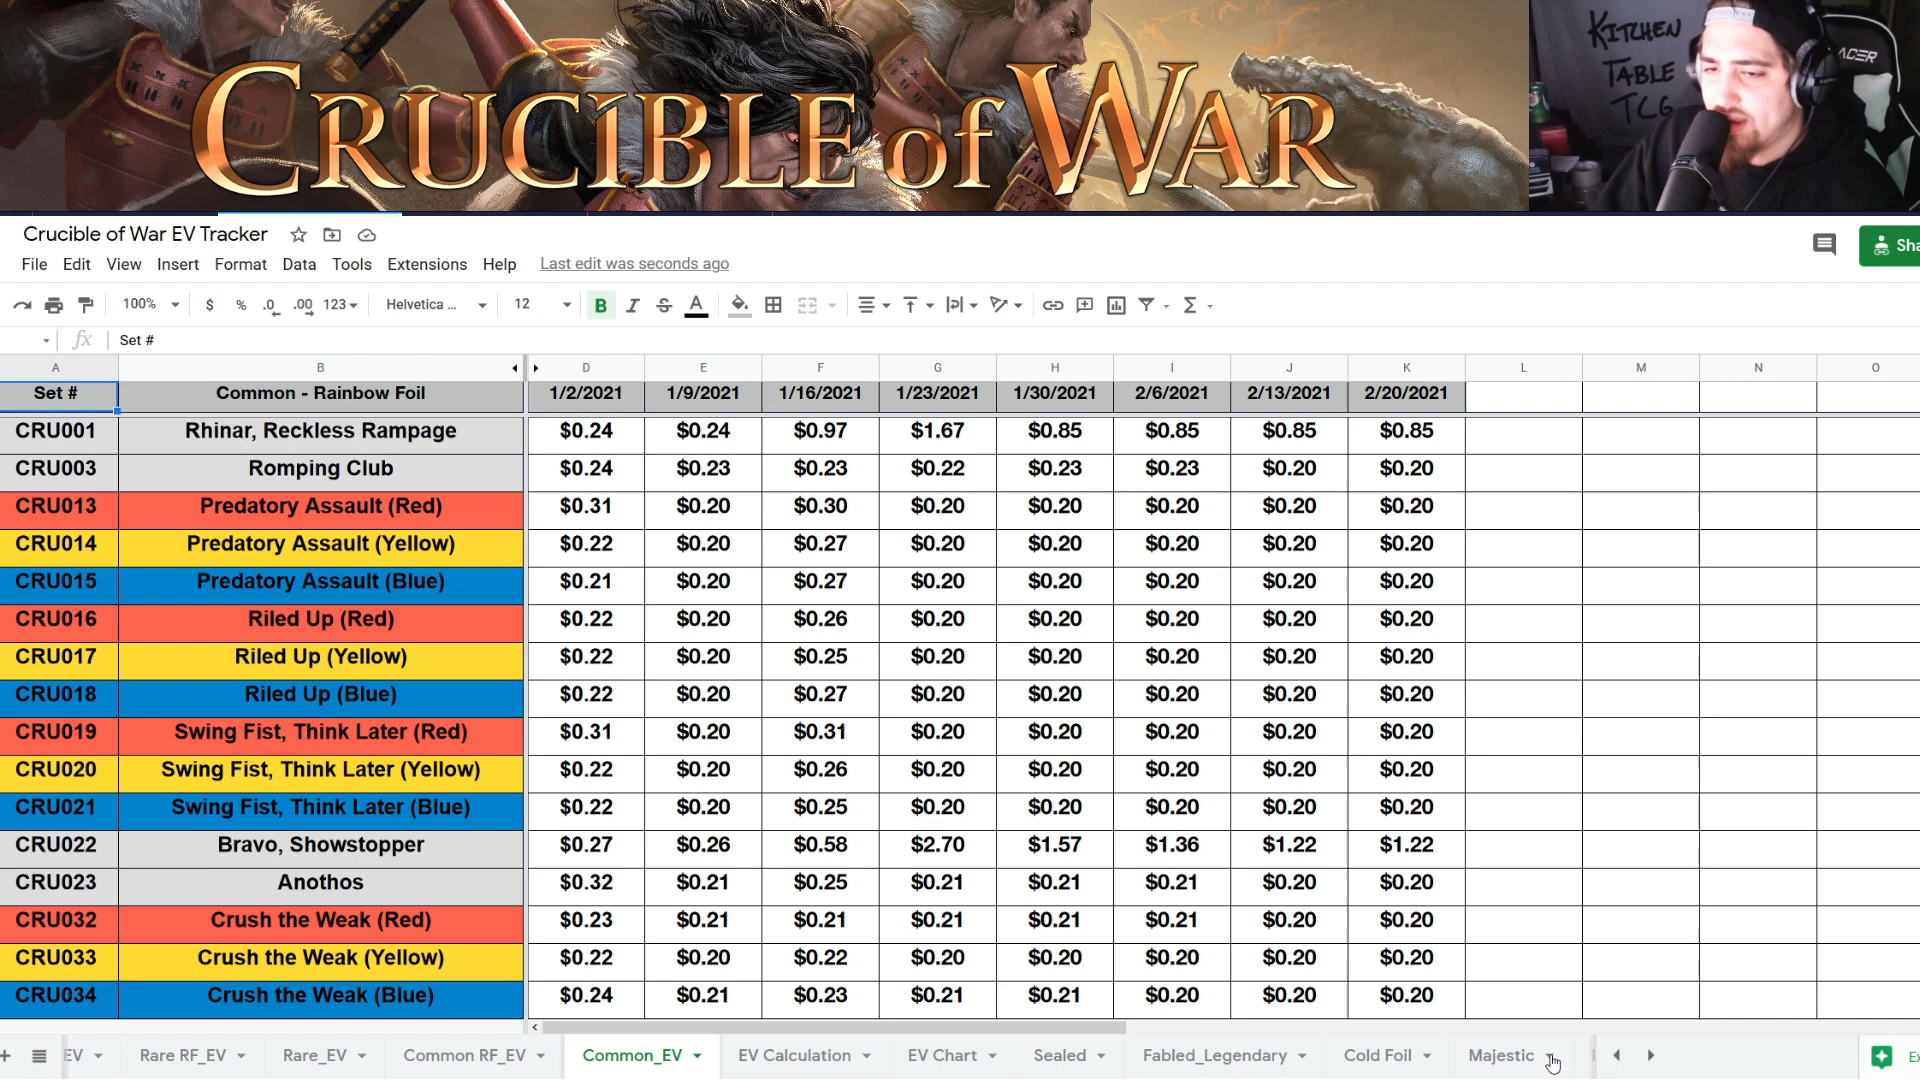 CRUCIBLE of WAR
KITCHEN
TABLE
TCG
ACER
Crucible of War EV Tracker
File Edit View Insert Format Data Tools Extensions Help Last edit was seconds ago
100% $ % .0 .00 123 Helvetica ... 12 B I S A
fx Set #
A B D E F G H I J K L M N O
Set # Common - Rainbow Foil 1/2/2021 1/9/2021 1/16/2021 1/23/2021 1/30/2021 2/6/2021 2/13/2021 2/20/2021
CRU001 Rhinar, Reckless Rampage $0.24 $0.24 $0.97 $1.67 $0.85 $0.85 $0.85 $0.85
CRU003 Romping Club $0.24 $0.23 $0.23 $0.22 $0.23 $0.23 $0.20 $0.20
CRU013 Predatory Assault (Red) $0.31 $0.20 $0.30 $0.20 $0.20 $0.20 $0.20 $0.20
CRU014 Predatory Assault (Yellow) $0.22 $0.20 $0.27 $0.20 $0.20 $0.20 $0.20 $0.20
CRU015 Predatory Assault (Blue) $0.21 $0.20 $0.27 $0.20 $0.20 $0.20 $0.20 $0.20
CRU016 Riled Up (Red) $0.22 $0.20 $0.26 $0.20 $0.20 $0.20 $0.20 $0.20
CRU017 Riled Up (Yellow) $0.22 $0.20 $0.25 $0.20 $0.20 $0.20 $0.20 $0.20
CRU018 Riled Up (Blue) $0.22 $0.20 $0.27 $0.20 $0.20 $0.20 $0.20 $0.20
CRU019 Swing Fist, Think Later (Red) $0.31 $0.20 $0.31 $0.20 $0.20 $0.20 $0.20 $0.20
CRU020 Swing Fist, Think Later (Yellow) $0.22 $0.20 $0.26 $0.20 $0.20 $0.20 $0.20 $0.20
CRU021 Swing Fist, Think Later (Blue) $0.22 $0.20 $0.25 $0.20 $0.20 $0.20 $0.20 $0.20
CRU022 Bravo, Showstopper $0.27 $0.26 $0.58 $2.70 $1.57 $1.36 $1.22 $1.22
CRU023 Anothos $0.32 $0.21 $0.25 $0.21 $0.21 $0.21 $0.20 $0.20
CRU032 Crush the Weak (Red) $0.23 $0.21 $0.21 $0.21 $0.21 $0.21 $0.20 $0.20
CRU033 Crush the Weak (Yellow) $0.22 $0.20 $0.22 $0.20 $0.20 $0.20 $0.20 $0.20
CRU034 Crush the Weak (Blue) $0.24 $0.21 $0.23 $0.21 $0.21 $0.20 $0.20 $0.20
EV Rare RF_EV Rare_EV Common RF_EV Common_EV EV Calculation EV Chart Sealed Fabled_Legendary Cold Foil Majestic